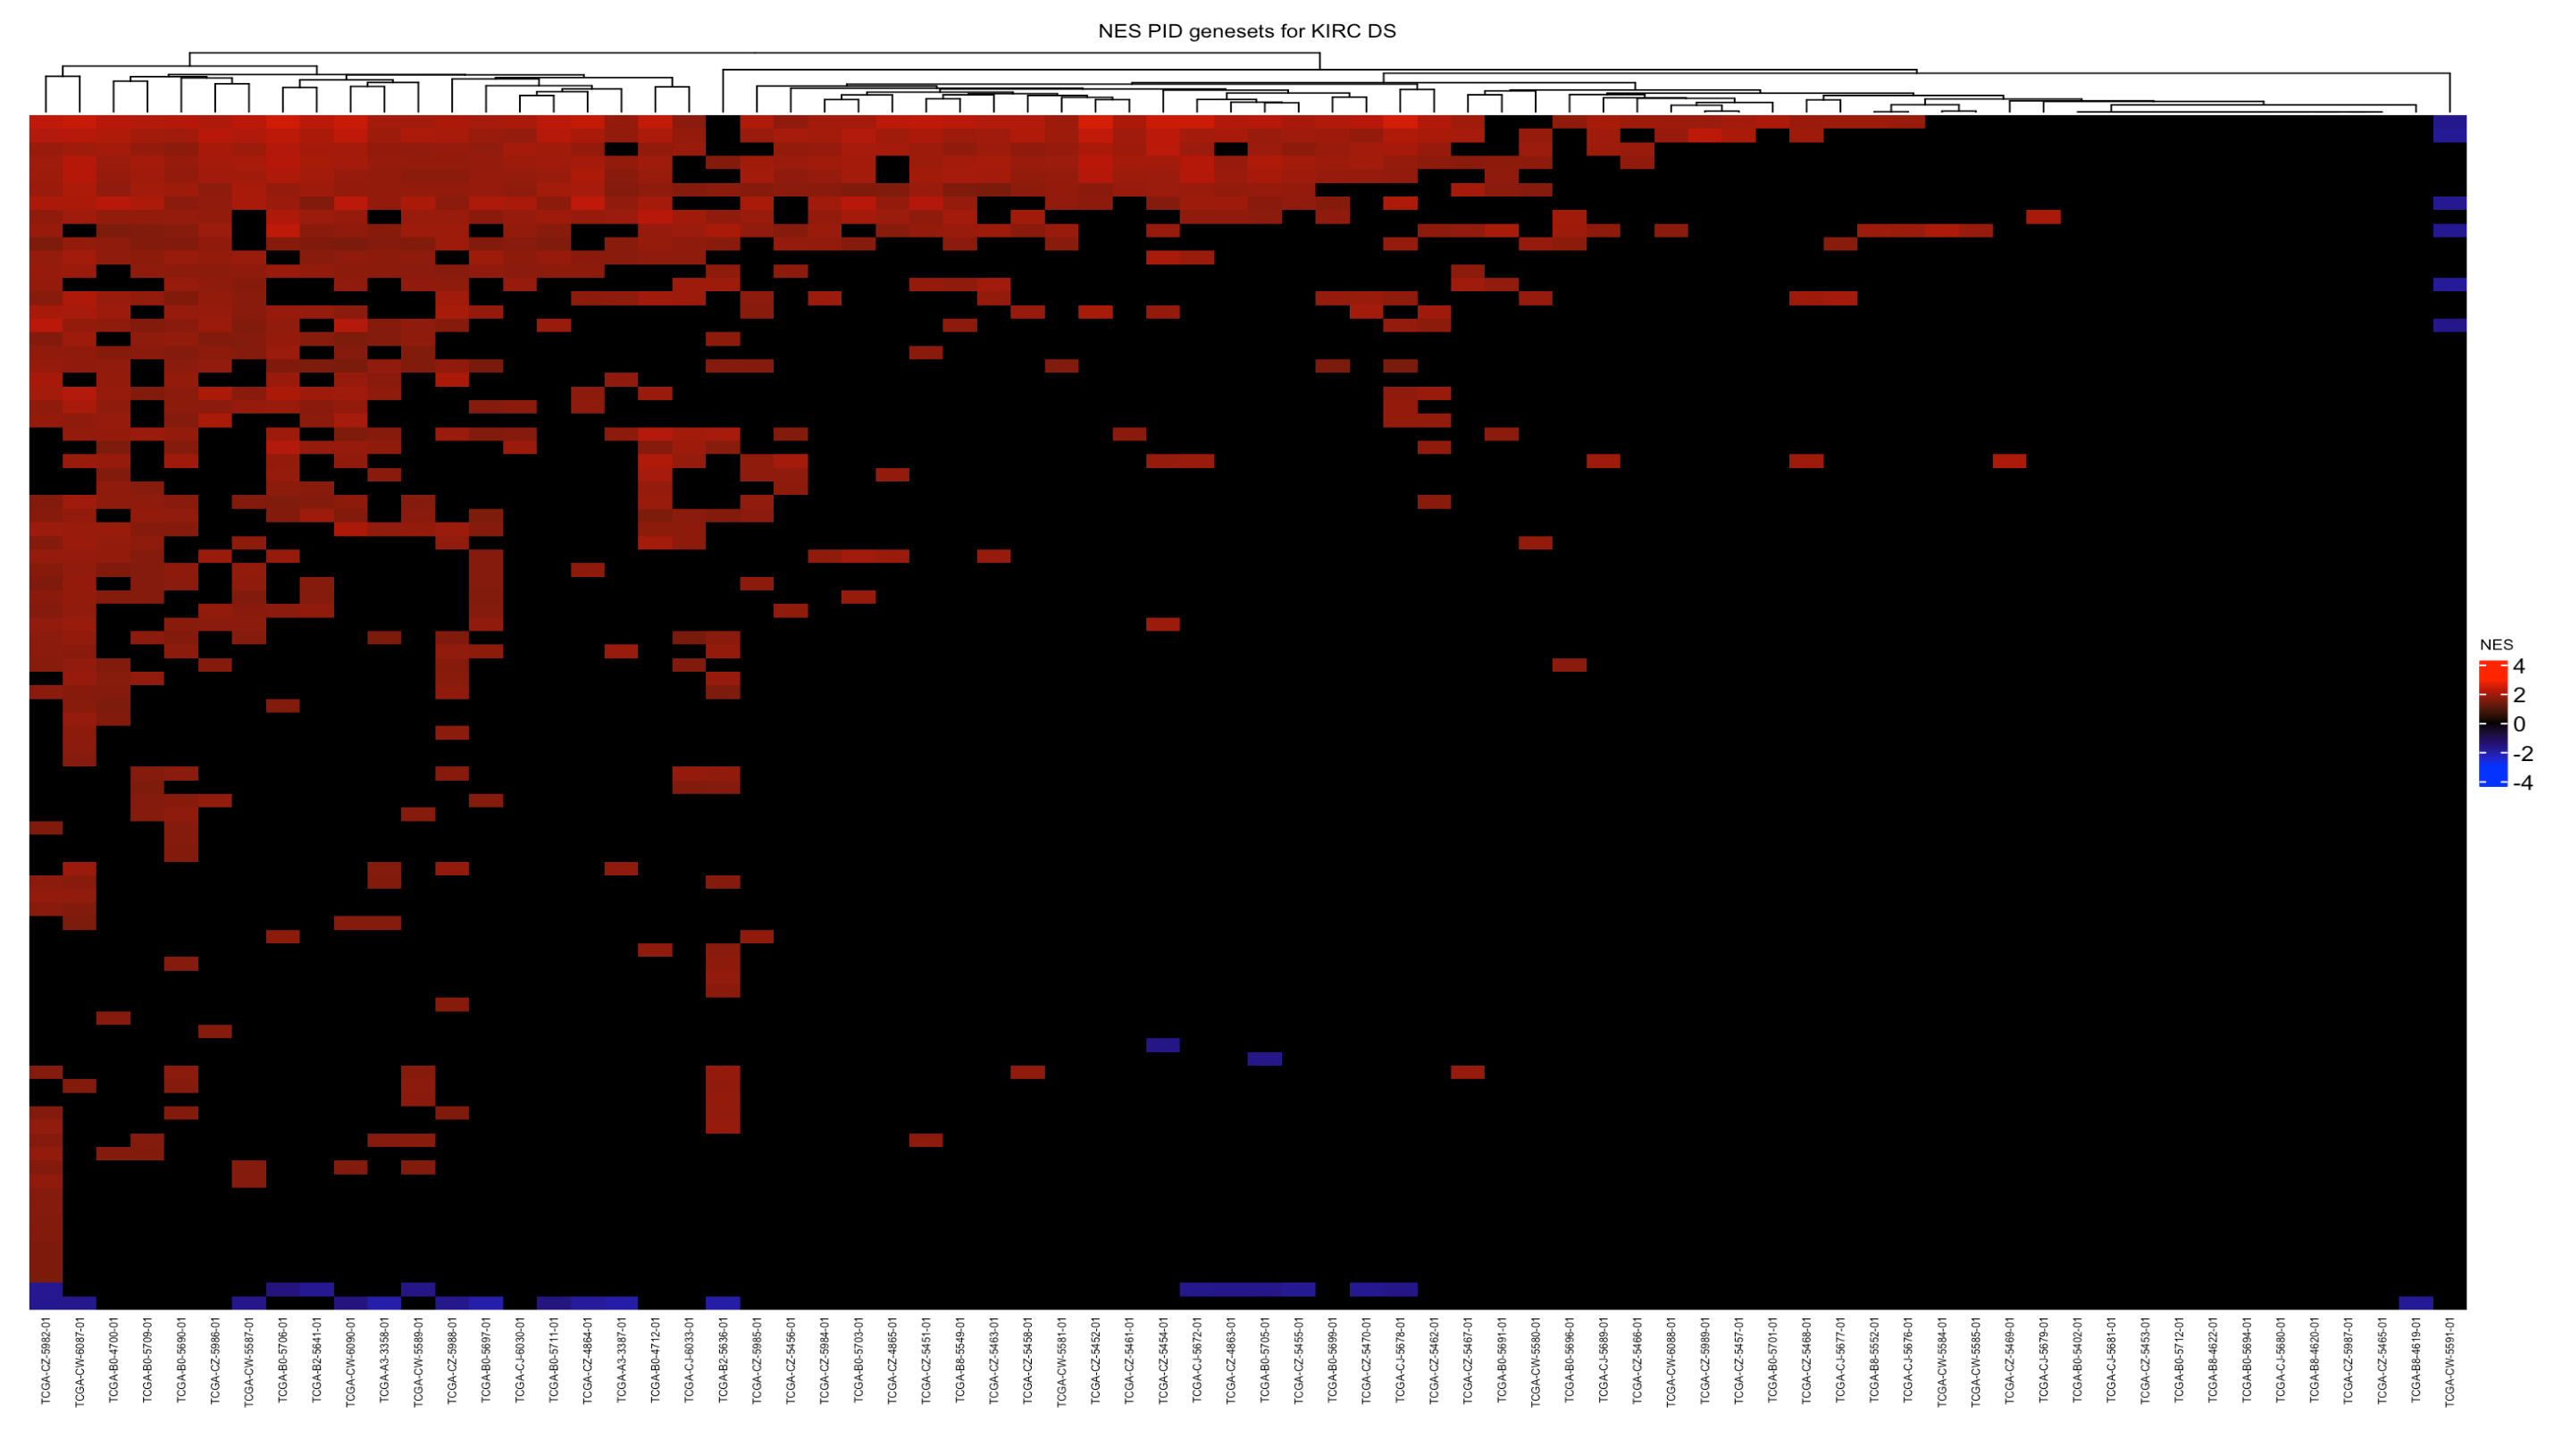 NES PID genesets for KIRC DS
NES
4
2
0
-2
-4
TCGA-CZ-5982-01
TCGA-CW-6087-01
TCGA-B0-4700-01
TCGA-B0-5709-01
TCGA-B0-5690-01
TCGA-CZ-5986-01
TCGA-CW-5587-01
TCGA-B0-5706-01
TCGA-B2-5641-01
TCGA-CW-6090-01
TCGA-A3-3358-01
TCGA-CW-5589-01
TCGA-CZ-5988-01
TCGA-B0-5697-01
TCGA-CJ-6030-01
TCGA-B0-5711-01
TCGA-CZ-4864-01
TCGA-A3-3387-01
TCGA-B0-4712-01
TCGA-CJ-6033-01
TCGA-B2-5636-01
TCGA-CZ-5985-01
TCGA-CZ-5456-01
TCGA-CZ-5984-01
TCGA-B0-5703-01
TCGA-CZ-4865-01
TCGA-CZ-5451-01
TCGA-B8-5549-01
TCGA-CZ-5463-01
TCGA-CZ-5458-01
TCGA-CW-5581-01
TCGA-CZ-5452-01
TCGA-CZ-5461-01
TCGA-CZ-5454-01
TCGA-CJ-5672-01
TCGA-CZ-4863-01
TCGA-B0-5705-01
TCGA-CZ-5455-01
TCGA-B0-5699-01
TCGA-CZ-5470-01
TCGA-CJ-5678-01
TCGA-CZ-5462-01
TCGA-CZ-5467-01
TCGA-B0-5691-01
TCGA-CW-5580-01
TCGA-B0-5696-01
TCGA-CJ-5689-01
TCGA-CZ-5466-01
TCGA-CW-6088-01
TCGA-CZ-5989-01
TCGA-CZ-5457-01
TCGA-B0-5701-01
TCGA-CZ-5468-01
TCGA-CJ-5677-01
TCGA-B8-5552-01
TCGA-CJ-5676-01
TCGA-CW-5584-01
TCGA-CW-5585-01
TCGA-CZ-5469-01
TCGA-CJ-5679-01
TCGA-B0-5402-01
TCGA-CJ-5681-01
TCGA-CZ-5453-01
TCGA-B0-5712-01
TCGA-B8-4622-01
TCGA-B0-5694-01
TCGA-CJ-5680-01
TCGA-B8-4620-01
TCGA-CZ-5987-01
TCGA-CZ-5465-01
TCGA-B8-4619-01
TCGA-CW-5591-01